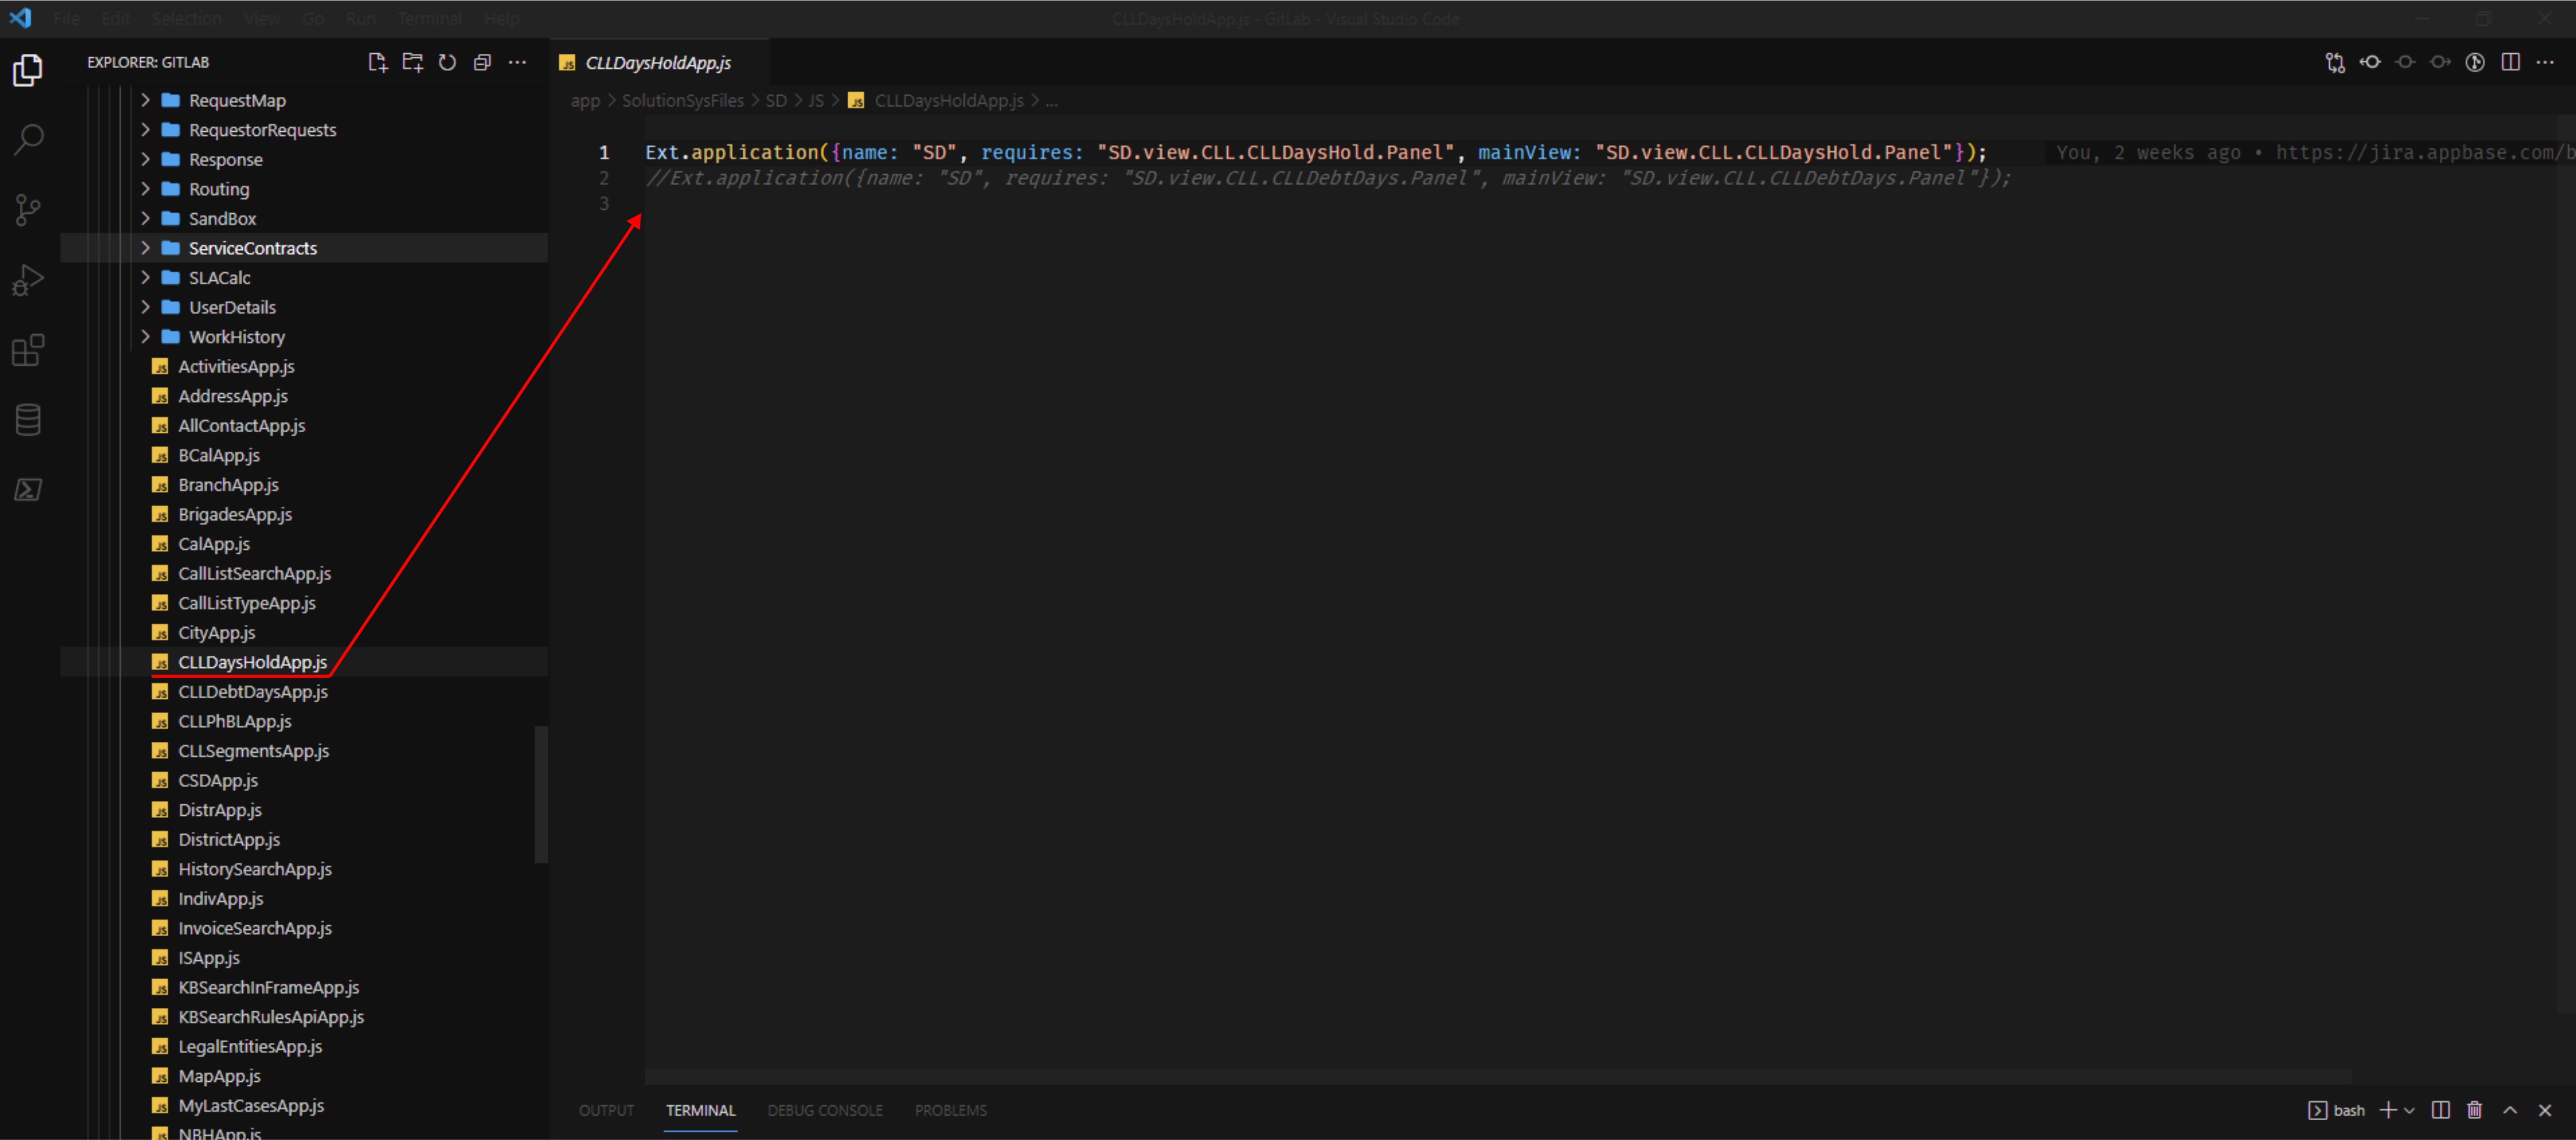 File Edit Selection View Go Run Terminal Help
CLLDaysHoldApp.js - GitLab - Visual Studio Code
EXPLORER: GITLAB
RequestMap
RequestorRequests
Response
Routing
SandBox
ServiceContracts
SLACalc
UserDetails
WorkHistory
ActivitiesApp.js
AddressApp.js
AllContactApp.js
BCalApp.js
BranchApp.js
BrigadesApp.js
CalApp.js
CallListSearchApp.js
CallListTypeApp.js
CityApp.js
CLLDaysHoldApp.js
CLLDebtDaysApp.js
CLLPhBLApp.js
CLLSegmentsApp.js
CSDApp.js
DistrApp.js
DistrictApp.js
HistorySearchApp.js
IndivApp.js
InvoiceSearchApp.js
ISApp.js
KBSearchInFrameApp.js
KBSearchRulesApiApp.js
LegalEntitiesApp.js
MapApp.js
MyLastCasesApp.js
NBHApp.js
CLLDaysHoldApp.js
app > SolutionSysFiles > SD > JS > CLLDaysHoldApp.js > ...
1 Ext.application({name: "SD", requires: "SD.view.CLL.CLLDaysHold.Panel", mainView: "SD.view.CLL.CLLDaysHold.Panel"}); You, 2 weeks ago • https://jira.appbase.com/b
2 //Ext.application({name: "SD", requires: "SD.view.CLL.CLLDebtDays.Panel", mainView: "SD.view.CLL.CLLDebtDays.Panel"});
3
OUTPUT TERMINAL DEBUG CONSOLE PROBLEMS
bash